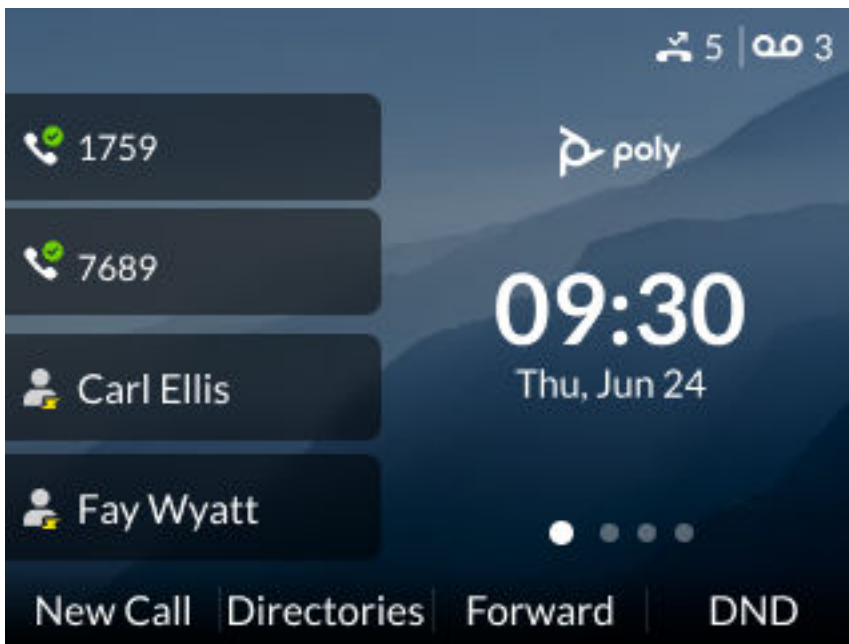 5 | 3
1759
poly
7689
09:30
Thu, Jun 24
Carl Ellis
Fay Wyatt
New Call Directories Forward DND